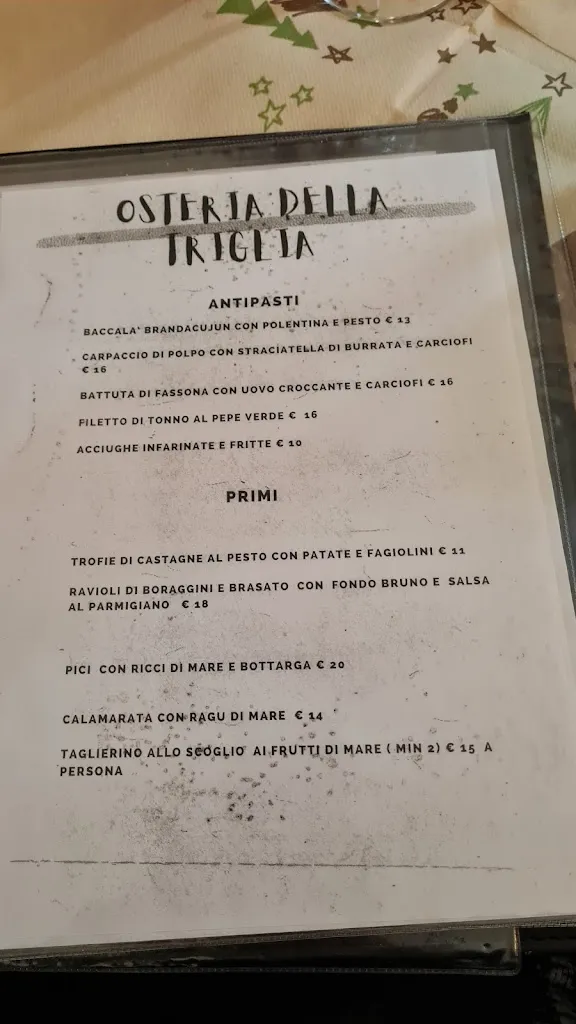 OSTERIA DELLA
TRIGLIA
ANTIPASTI
BACCALA' BRANDACUJUN CON POLENTINA E PESTO € 13
CARPACCIO DI POLPO CON STRACIATELLA DI BURRATA E CARCIOFI
€ 16
BATTUTA DI FASSONA CON UOVO CROCCANTE E CARCIOFI € 16
FILETTO DI TONNO AL PEPE VERDE € 16
ACCIUGHE INFARINATE E FRITTE € 10
PRIMI
TROFIE DI CASTAGNE AL PESTO CON PATATE E FAGIOLINI € 11
RAVIOLI DI BORAGGINI E BRASATO CON FONDO BRUNO E SALSA
AL PARMIGIANO € 18
PICI CON RICCI DI MARE E BOTTARGA € 20
CALAMARATA CON RAGU DI MARE € 14
TAGLIERINO ALLO SCOGLIO AI FRUTTI DI MARE ( MIN 2) € 15 A
PERSONA